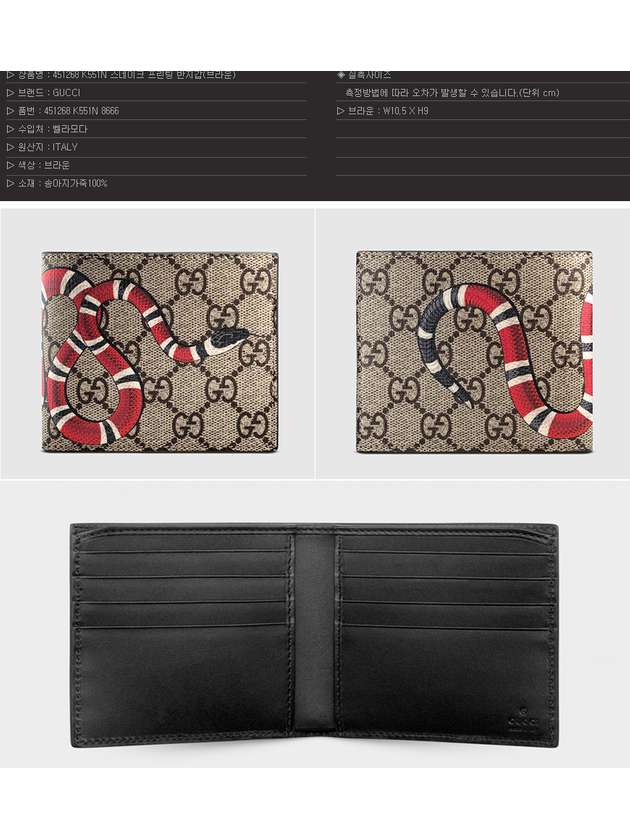 ▷ 상품명 : 451268 K551N 스네이크 프린팅 반지갑(브라운)
▷ 브랜드 : GUCCI
▷ 품번 : 451268 K551N 8666
▷ 수입처 : 벨라모다
▷ 원산지 : ITALY
▷ 색상 : 브라운
▷ 소재 : 송아지가죽100%
◈ 실측사이즈
측정방법에 따라 오차가 발생할 수 있습니다.(단위 cm)
▷ 브라운 : W10.5 X H9
GUCCI